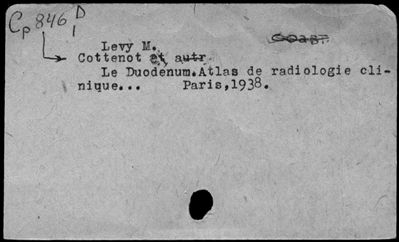 Cp 846 D
1
Levy M.
Cottenot et autr
Le Duodenum.Atlas de radiologie cli-
nique... Paris,1938.